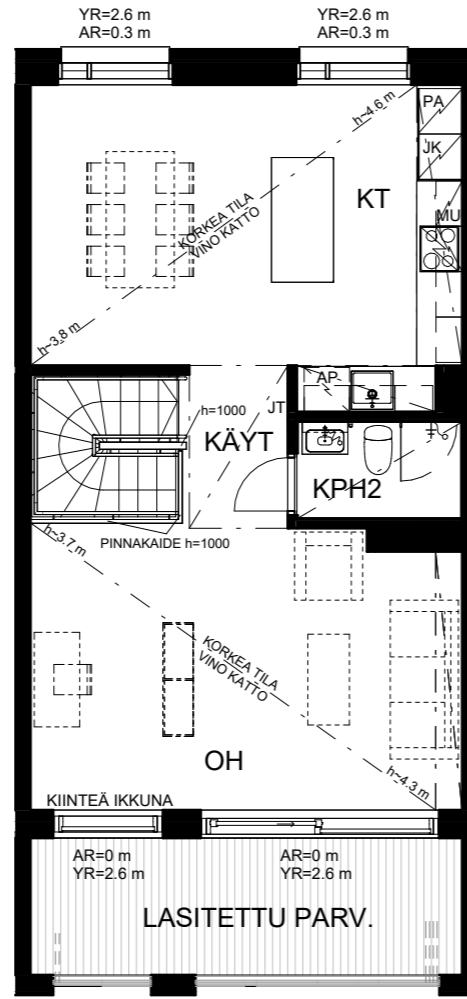 YR=2.6 m
AR=0.3 m
YR=2.6 m
AR=0.3 m
h~4.6 m
PA
JK
KT
MU
KORKEA TILA
VINO KATTO
h~3.8 m
AP
h=1000
JT
KÄYT
KPH2
PINNAKAIDE h=1000
h~3.7 m
KORKEA TILA
VINO KATTO
OH
h~4.3 m
KIINTEÄ IKKUNA
AR=0 m
YR=2.6 m
AR=0 m
YR=2.6 m
LASITETTU PARV.